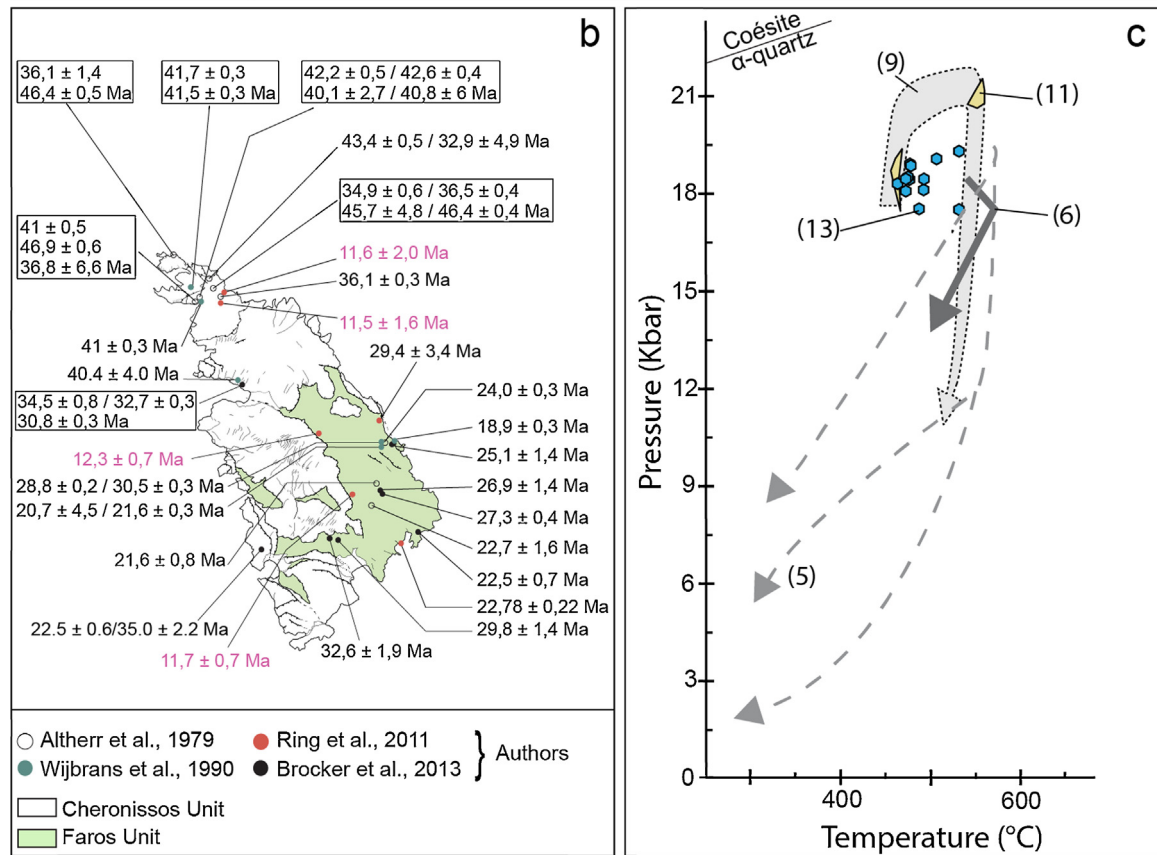 b
36,1 ± 1,4
46,4 ± 0,5 Ma
41,7 ± 0,3
41,5 ± 0,3 Ma
42,2 ± 0,5 / 42,6 ± 0,4
40,1 ± 2,7 / 40,8 ± 6 Ma
43,4 ± 0,5 / 32,9 ± 4,9 Ma
34,9 ± 0,6 / 36,5 ± 0,4
45,7 ± 4,8 / 46,4 ± 0,4 Ma
41 ± 0,5
46,9 ± 0,6
36,8 ± 6,6 Ma
11,6 ± 2,0 Ma
36,1 ± 0,3 Ma
11,5 ± 1,6 Ma
41 ± 0,3 Ma
29,4 ± 3,4 Ma
40.4 ± 4.0 Ma
24,0 ± 0,3 Ma
34,5 ± 0,8 / 32,7 ± 0,3
30,8 ± 0,3 Ma
18,9 ± 0,3 Ma
25,1 ± 1,4 Ma
12,3 ± 0,7 Ma
28,8 ± 0,2 / 30,5 ± 0,3 Ma
26,9 ± 1,4 Ma
20,7 ± 4,5 / 21,6 ± 0,3 Ma
27,3 ± 0,4 Ma
22,7 ± 1,6 Ma
21,6 ± 0,8 Ma
22,5 ± 0,7 Ma
22,78 ± 0,22 Ma
22.5 ± 0.6/35.0 ± 2.2 Ma
29,8 ± 1,4 Ma
32,6 ± 1,9 Ma
11,7 ± 0,7 Ma
Altherr et al., 1979
Ring et al., 2011
Wijbrans et al., 1990
Brocker et al., 2013
Authors
Cheronissos Unit
Faros Unit
c
Coésite
α-quartz
(9)
(11)
(13)
(6)
(5)
21
18
15
12
9
6
3
0
Pressure (Kbar)
400
600
Temperature (°C)